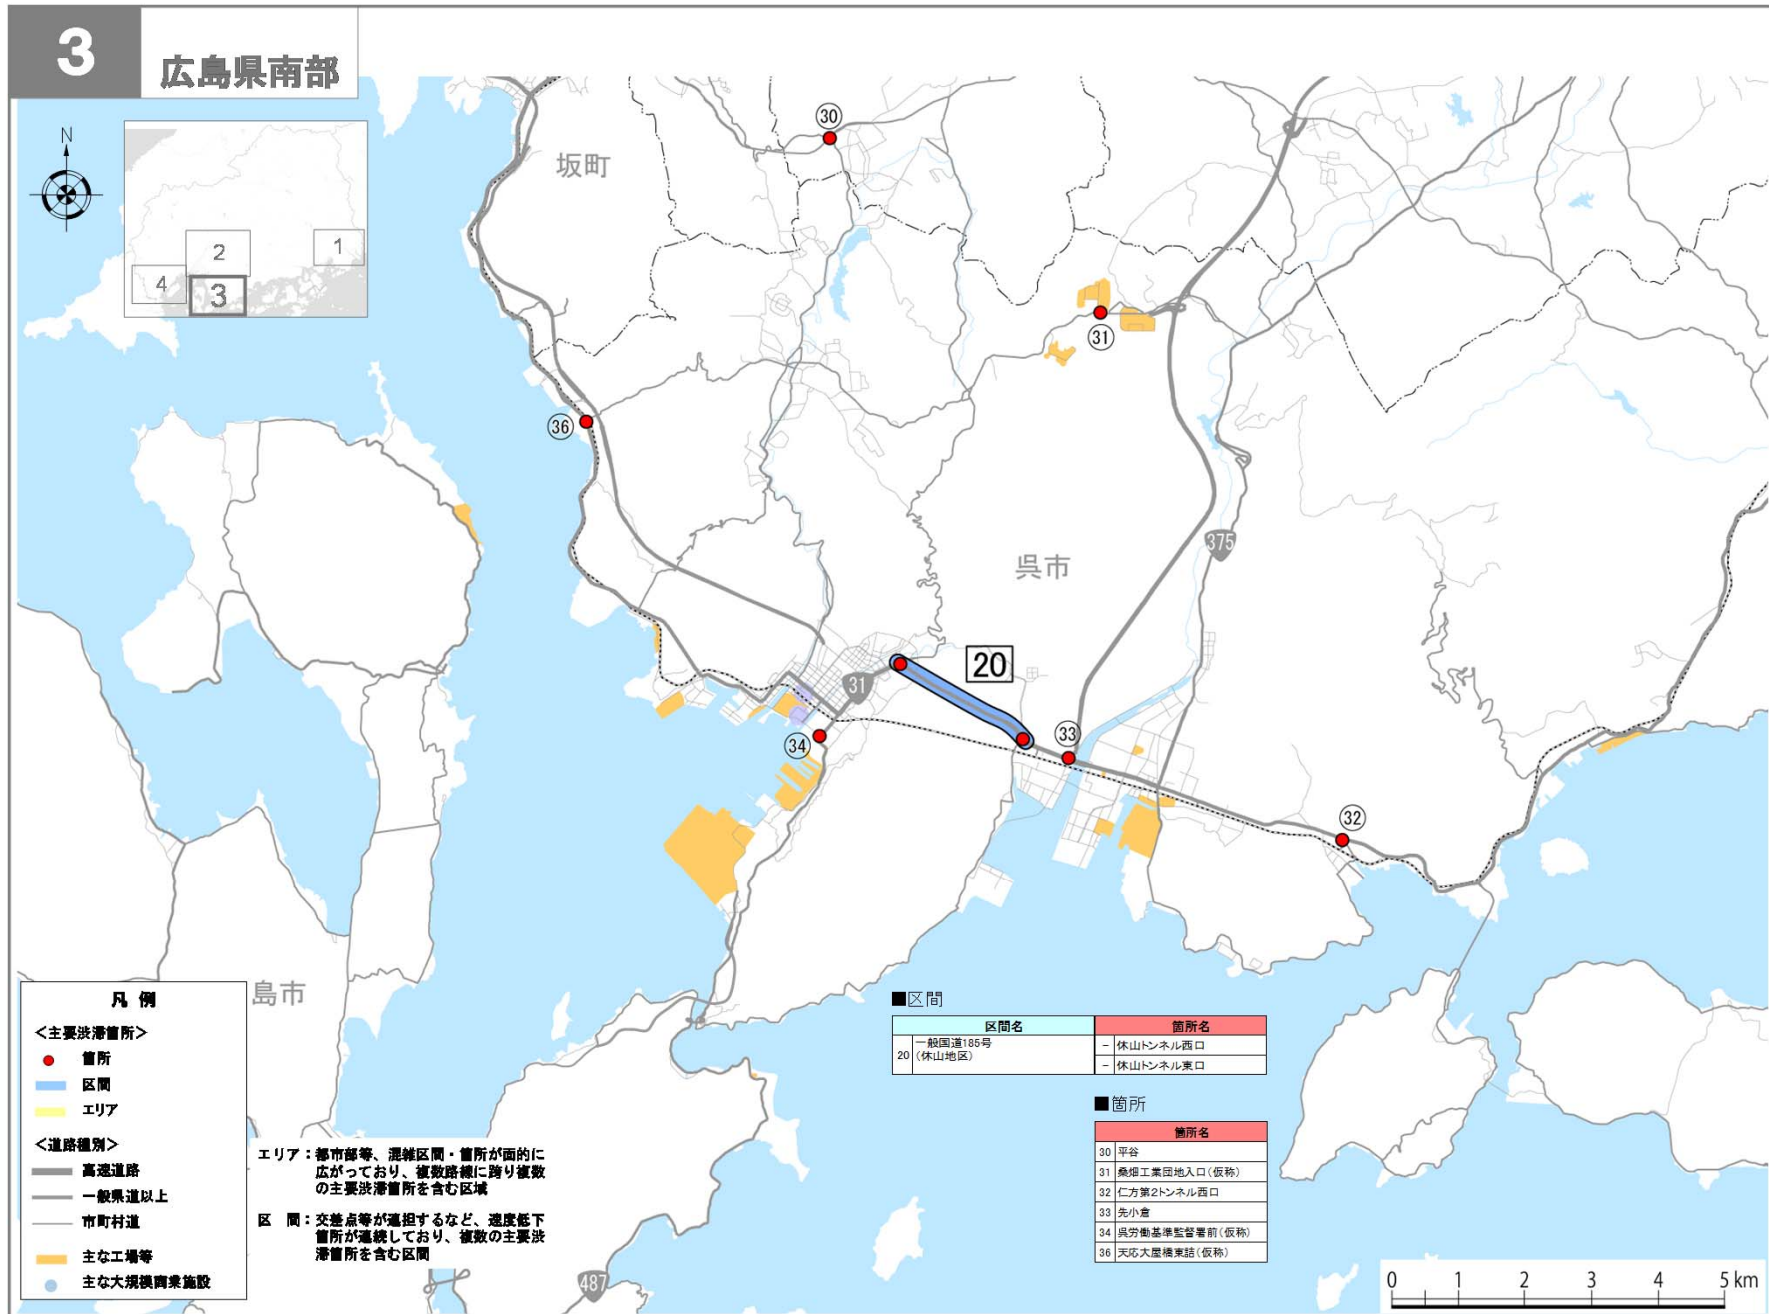 3
広島県南部
N
1
2
3
4
坂町
30
31
36
375
呉市
20
31
33
34
32
島市
487
凡 例
＜主要渋滞箇所＞
箇所
区間
エリア
＜道路種別＞
高速道路
一般県道以上
市町村道
主な工場等
主な大規模商業施設
エリア：都市部等、混雑区間・箇所が面的に
広がっており、複数路線に跨り複数
の主要渋滞箇所を含む区域
区 間：交差点等が連担するなど、速度低下
箇所が連続しており、複数の主要渋
滞箇所を含む区間
■区間
区間名 箇所名
20 一般国道185号
（休山地区）
− 休山トンネル西口
− 休山トンネル東口
■箇所
箇所名
30 平谷
31 桑畑工業団地入口（仮称）
32 仁方第2トンネル西口
33 先小倉
34 呉労働基準監督署前（仮称）
36 天応大屋橋東詰（仮称）
0 1 2 3 4 5 km